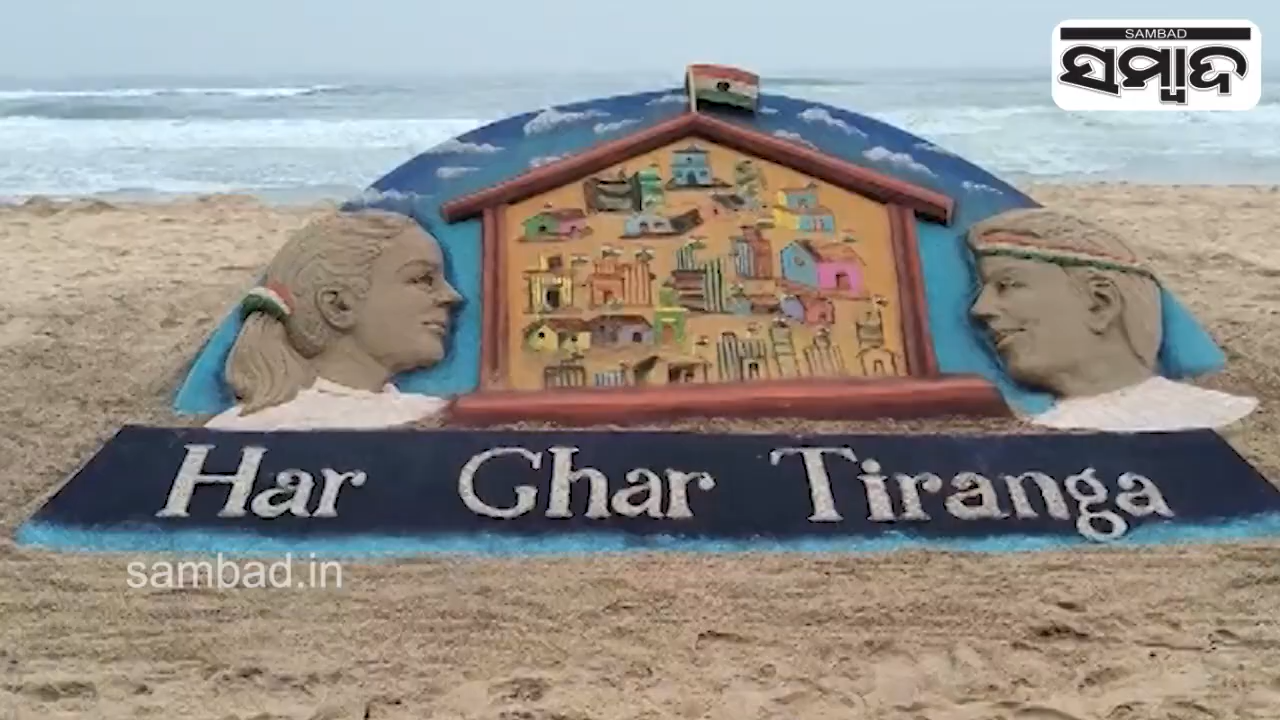 SAMBAD
ସମ୍ବାଦ
Har Ghar Tiranga
sambad.in